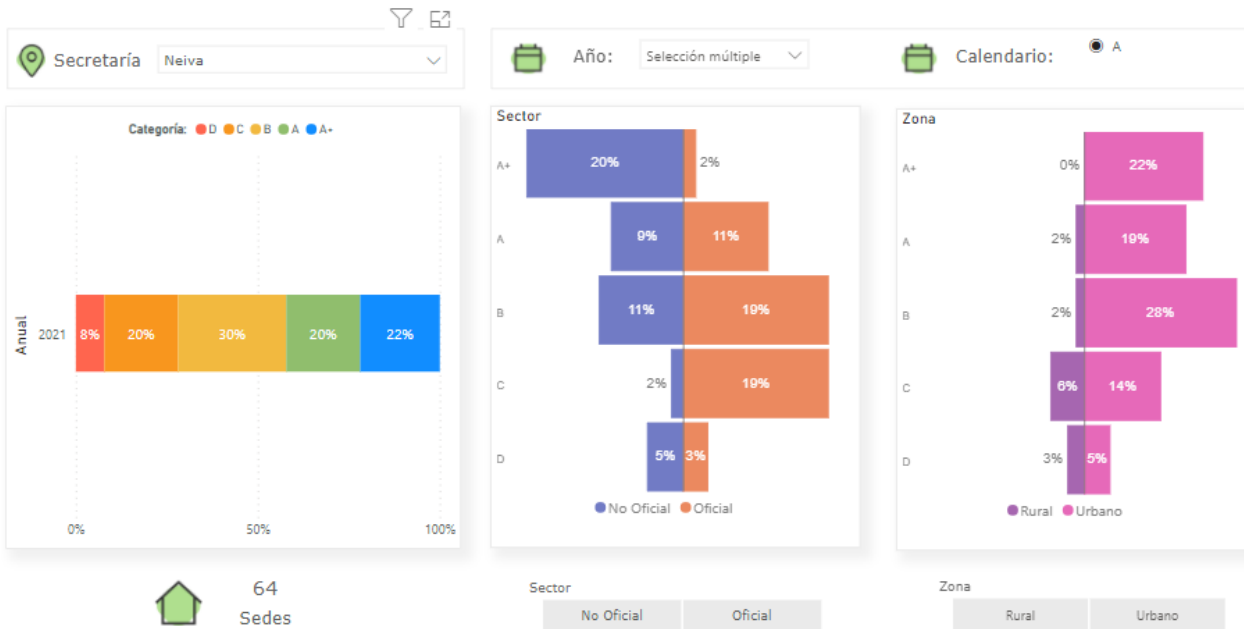 Secretaría
Neiva
Año:
Selección múltiple
Calendario:
A
Categoría: D C B A A+
Anual
2021
8% 20% 30% 20% 22%
0% 50% 100%
64
Sedes
Sector
A+ 20% 2%
A 9% 11%
B 11% 19%
C 2% 19%
D 5% 3%
No Oficial Oficial
Sector
No Oficial Oficial
Zona
A+ 0% 22%
A 2% 19%
B 2% 28%
C 6% 14%
D 3% 5%
Rural Urbano
Zona
Rural Urbano